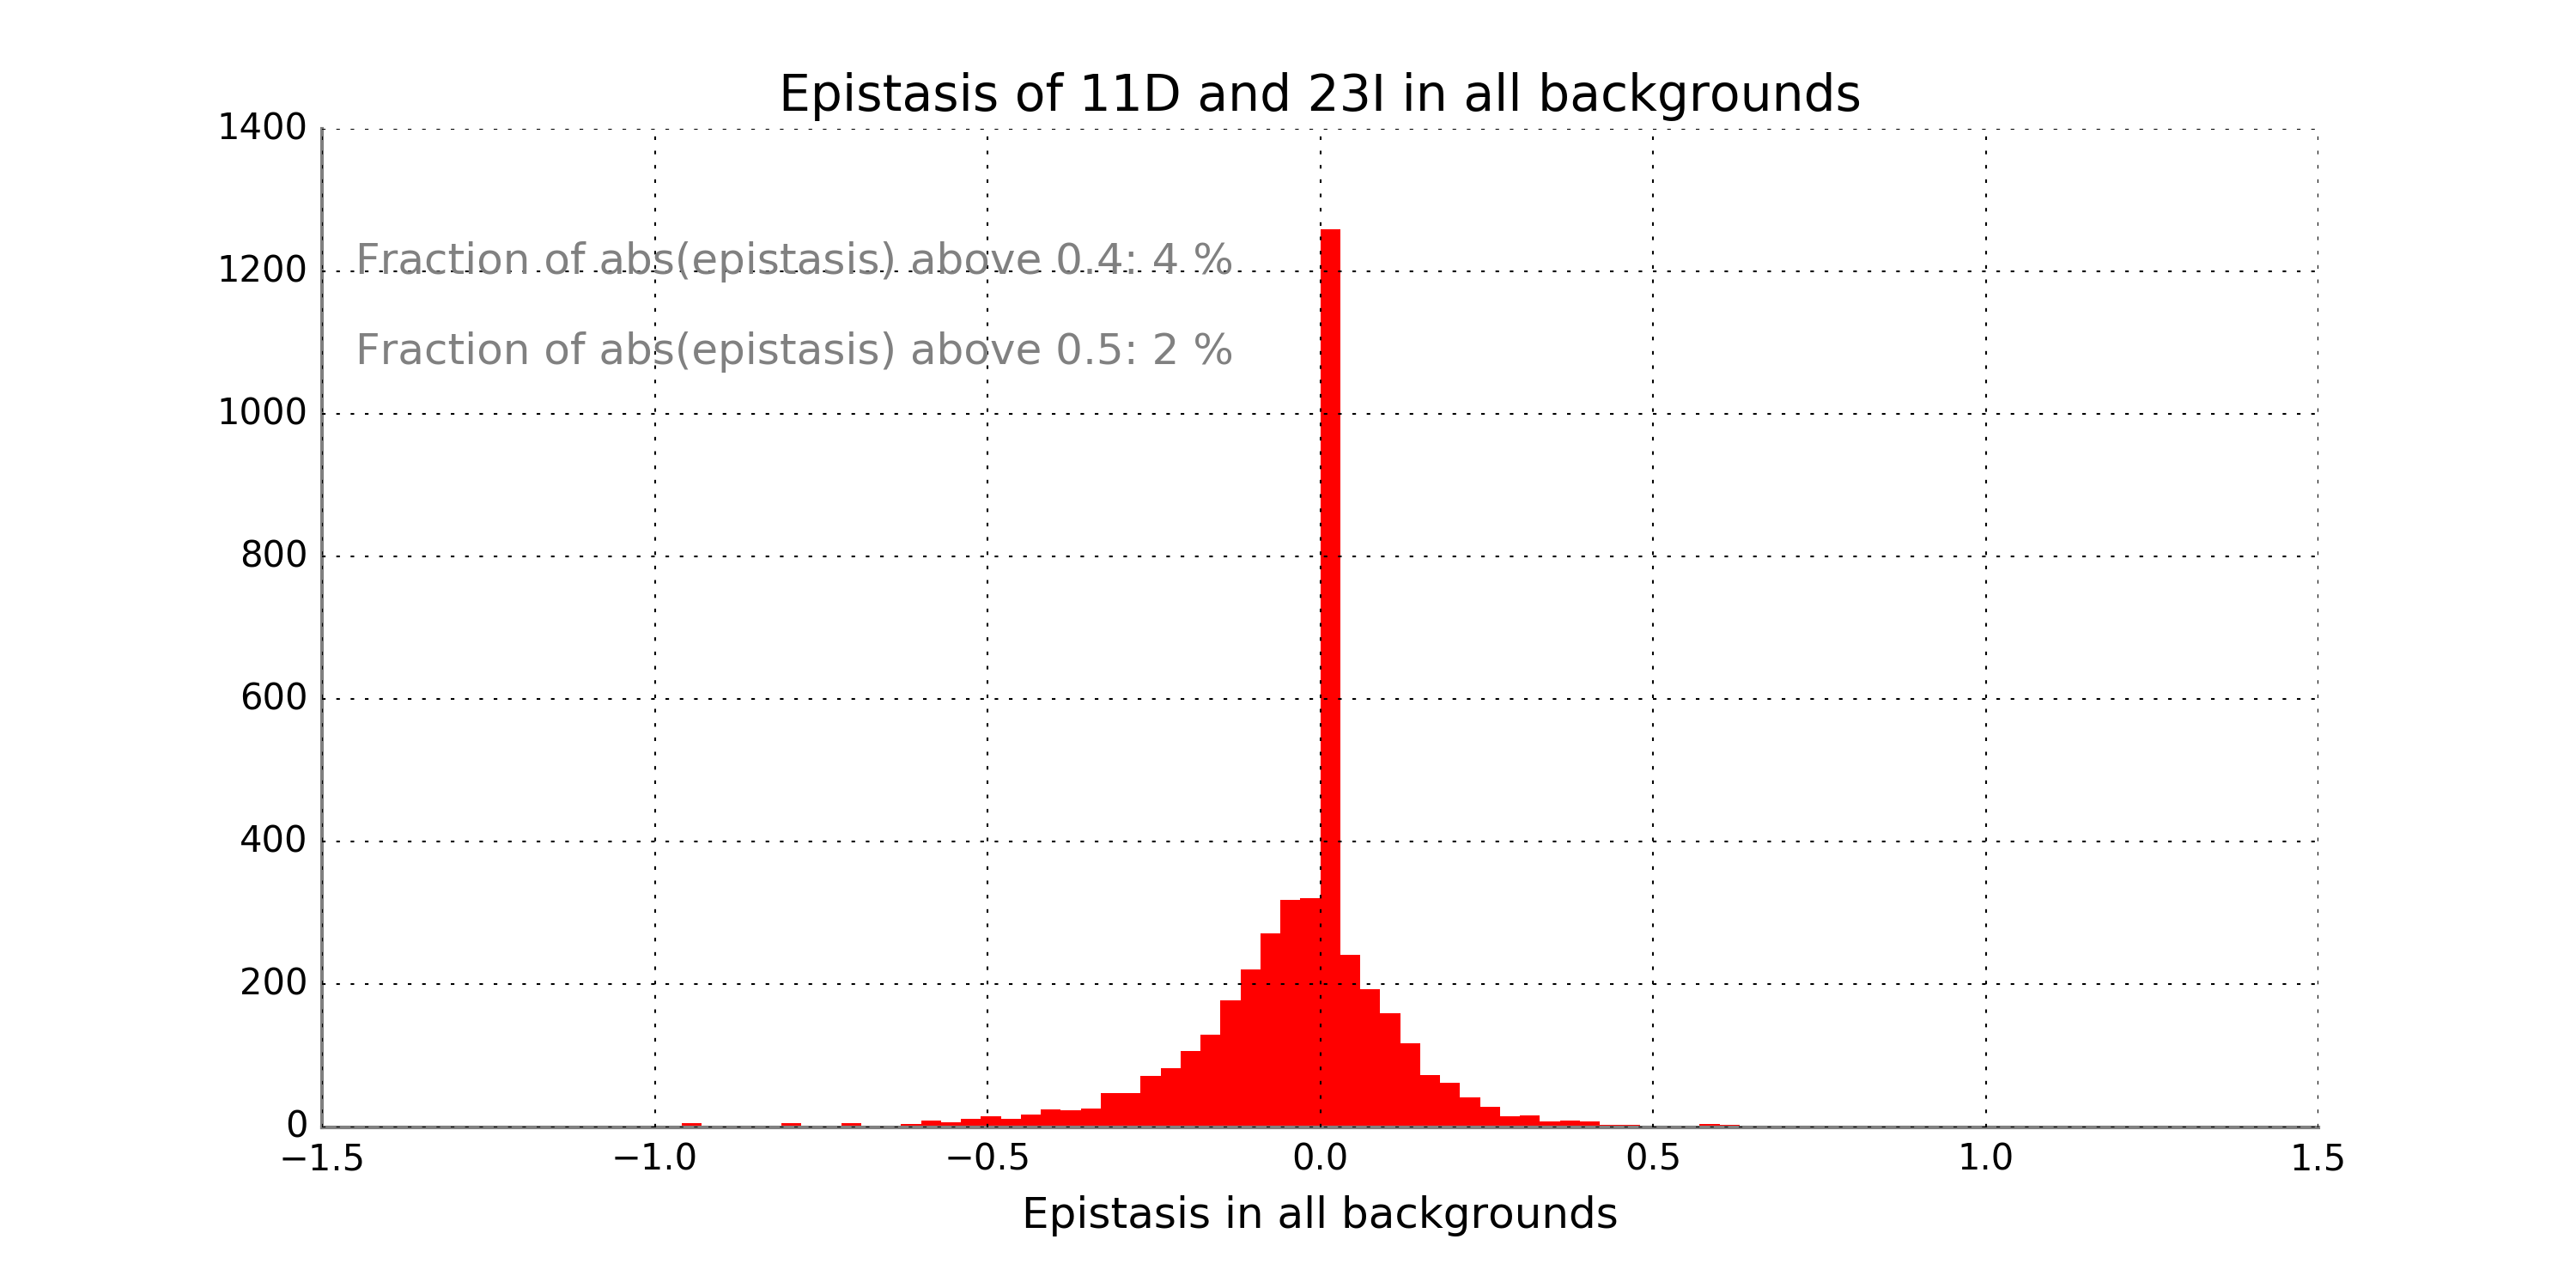 Epistasis of 11D and 23I in all backgrounds
1400
1200
1000
800
600
400
200
0
Fraction of abs(epistasis) above 0.4: 4 %
Fraction of abs(epistasis) above 0.5: 2 %
−1.5 −1.0 −0.5 0.0 0.5 1.0 1.5
Epistasis in all backgrounds